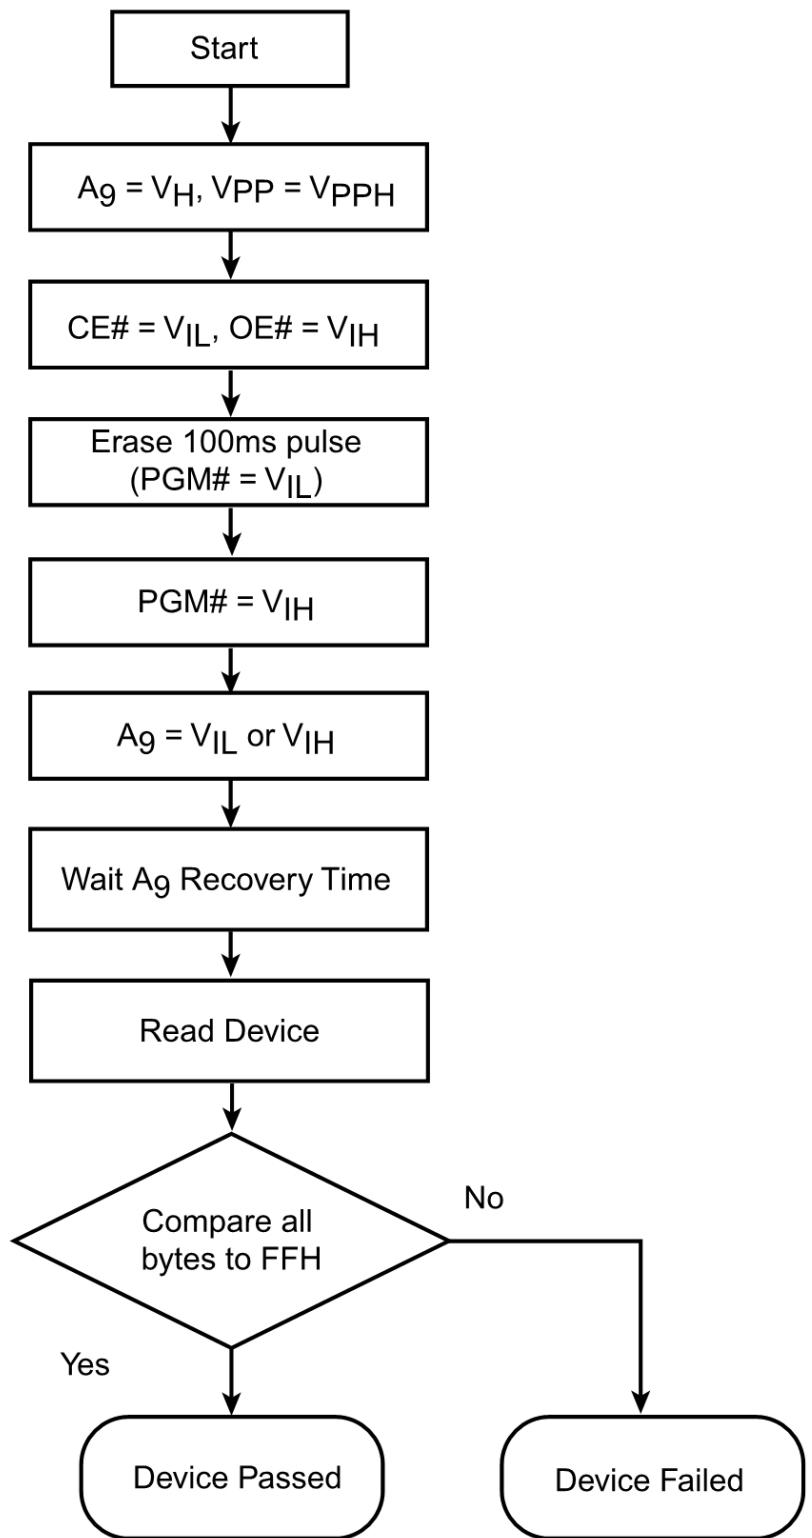 Start
A9 = VH, VPP = VPPH
CE# = VIL, OE# = VIH
Erase 100ms pulse
(PGM# = VIL)
PGM# = VIH
A9 = VIL or VIH
Wait A9 Recovery Time
Read Device
Compare all
bytes to FFH
No
Yes
Device Passed
Device Failed